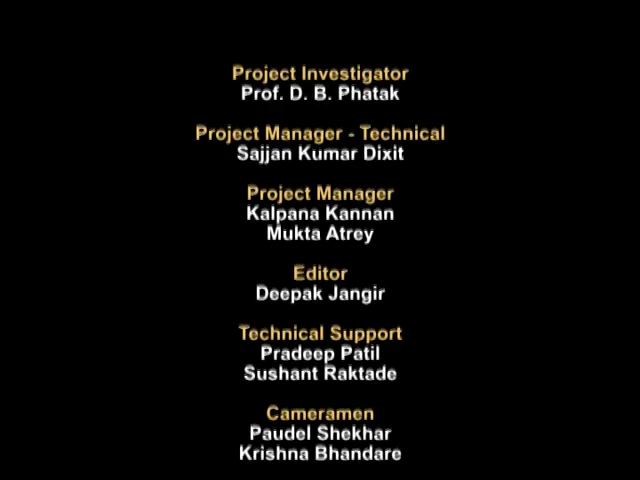 Project Investigator
Prof. D. B. Phatak
Project Manager - Technical
Sajjan Kumar Dixit
Project Manager
Kalpana Kannan
Mukta Atrey
Editor
Deepak Jangir
Technical Support
Pradeep Patil
Sushant Raktade
Cameramen
Paudel Shekhar
Krishna Bhandare